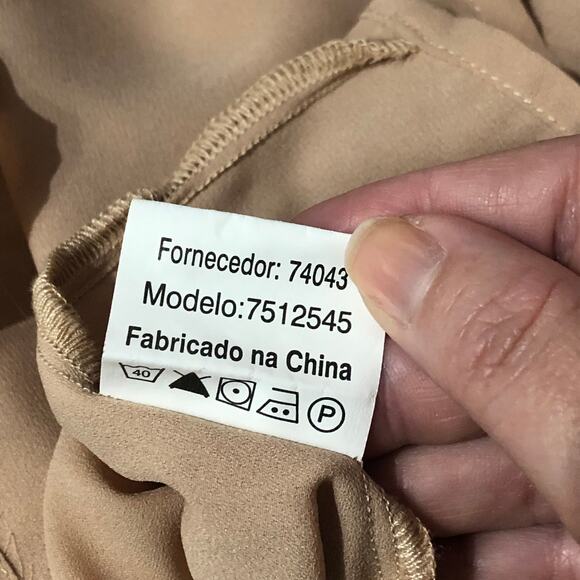 Fornecedor: 74043
Modelo:7512545
Fabricado na China
40 P